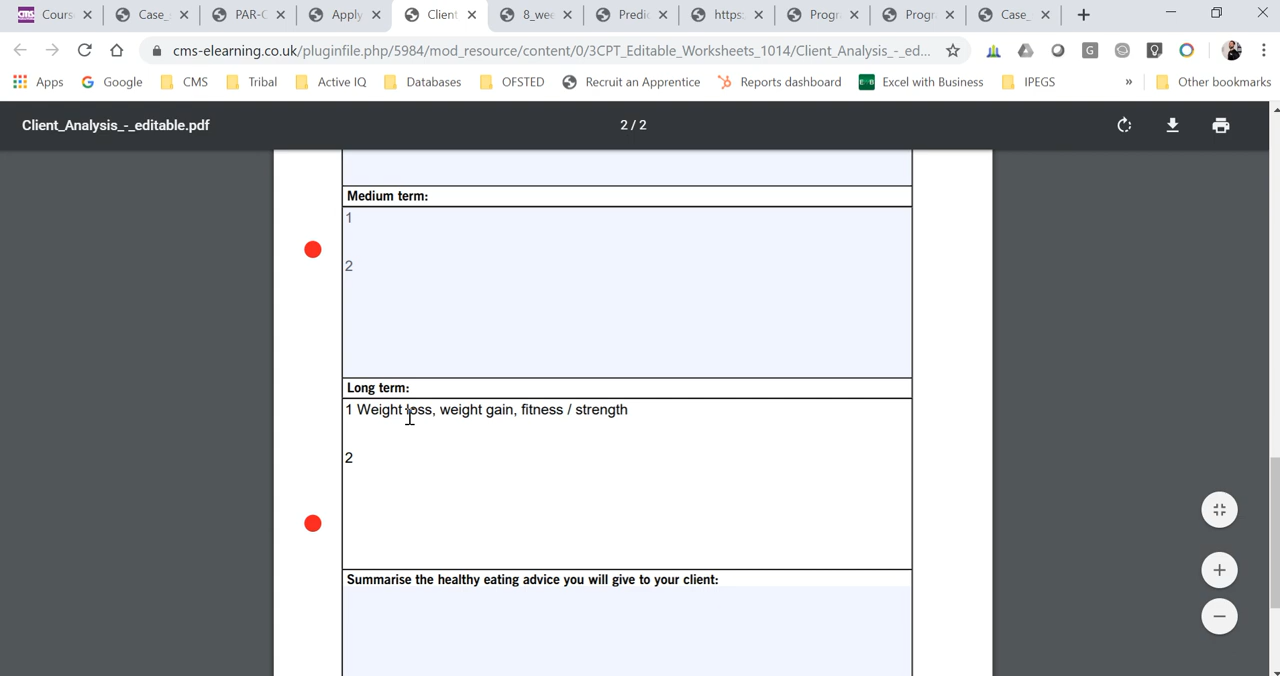 Cours
Case_
PAR-C
Apply
Client
8_wee
Predic
https:
Progr
Progr
Case_
cms-elearning.co.uk/pluginfile.php/5984/mod_resource/content/0/3CPT_Editable_Worksheets_1014/Client_Analysis_-_ed...
Apps
Google
CMS
Tribal
Active IQ
Databases
OFSTED
Recruit an Apprentice
Reports dashboard
Excel with Business
IPEGS
»
Other bookmarks
Client_Analysis_-_editable.pdf
2 / 2
Medium term:
1
2
Long term:
1 Weight loss, weight gain, fitness / strength
2
Summarise the healthy eating advice you will give to your client: